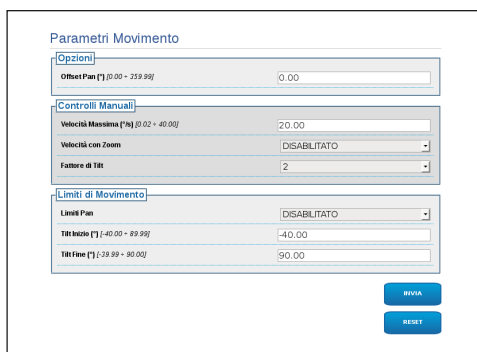 Parametri Movimento
Opzioni
Offset Pan (°) [0.00 ÷ 359.99] 0.00
Controlli Manuali
Velocità Massima (°/s) [0.02 ÷ 40.00] 20.00
Velocità con Zoom DISABILITATO
Fattore di Tilt 2
Limiti di Movimento
Limiti Pan DISABILITATO
Tilt Inizio (°) [-40.00 ÷ 89.99] -40.00
Tilt Fine (°) [-39.99 ÷ 90.00] 90.00
INVIA
RESET